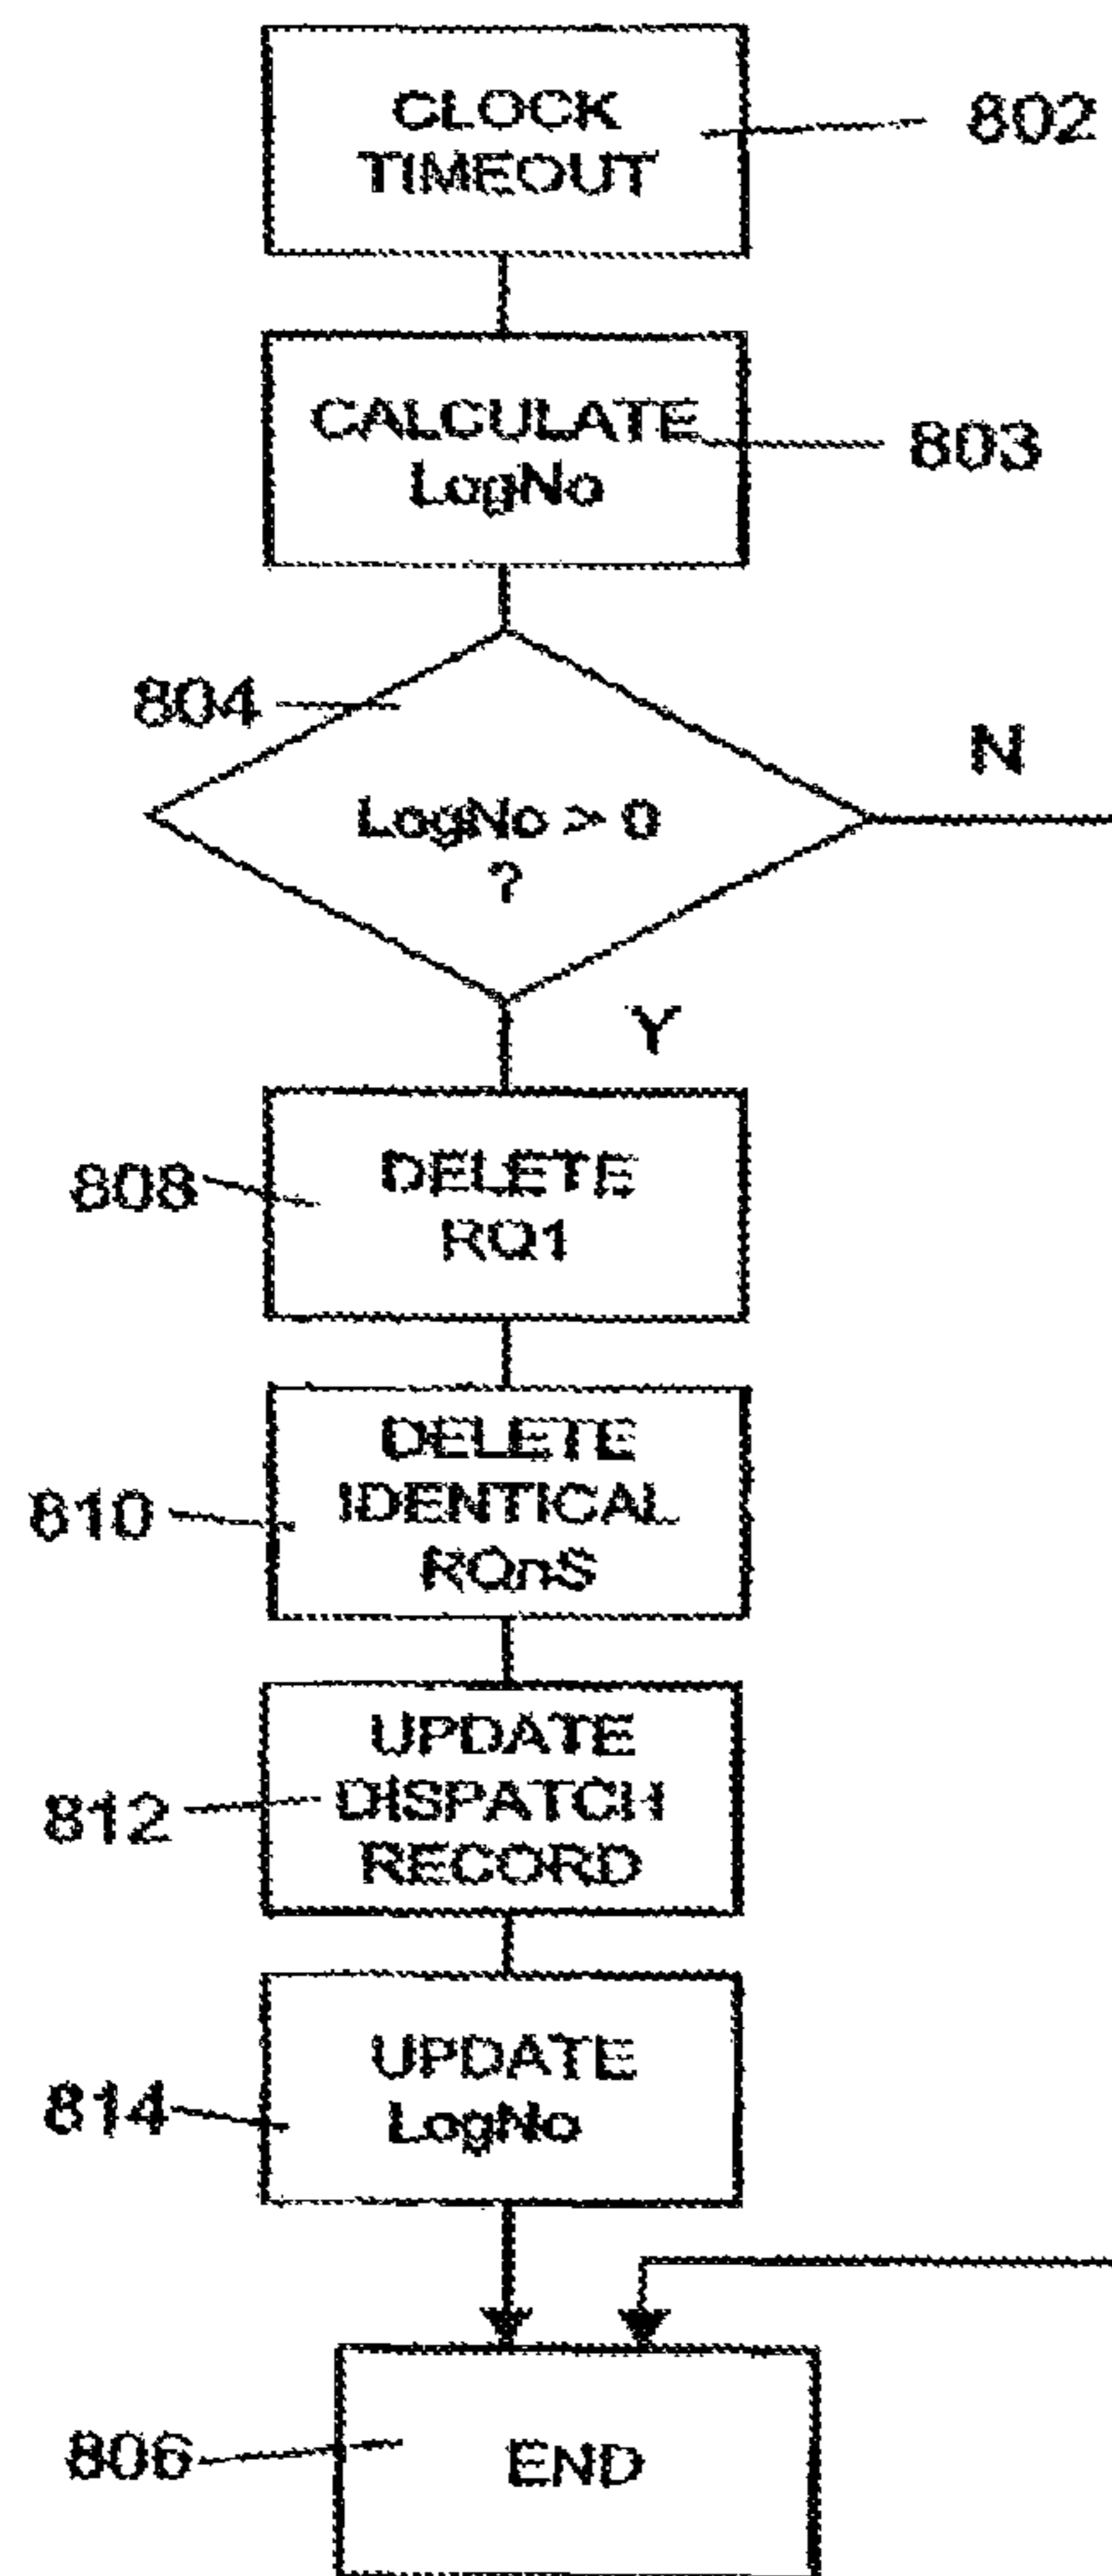 CLOCK
TIMEOUT
802
CALCULATE
LogNo
803
804
LogNo > 0
?
N
Y
808
DELETE
RQ1
810
DELETE
IDENTICAL
RQnS
812
UPDATE
DISPATCH
RECORD
814
UPDATE
LogNo
806
END